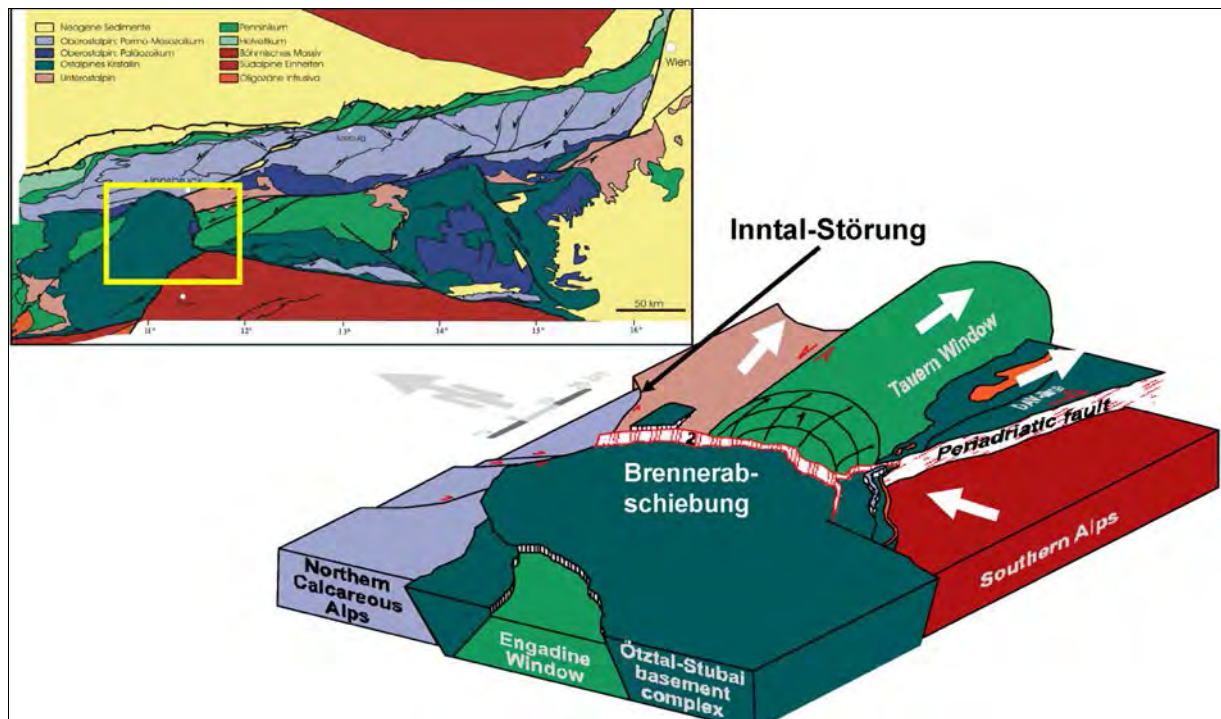 Neogene Sedimente
Oberostalpin: Permo-Mesozoikum
Oberostalpin: Paläozoikum
Ostalpines Kristallin
Unterostalpin
Penninikum
Helvetikum
Böhmisches Massiv
Südalpine Einheiten
Oligozäne Intrusiva
Wien
50 km
11°
12°
13°
14°
15°
16°
Inntal-Störung
Tauern Window
1
2
Periadriatic fault
Brennerab-
schiebung
Southern Alps
Northern
Calcareous
Alps
Engadine
Window
Ötztal-Stubai
basement
complex